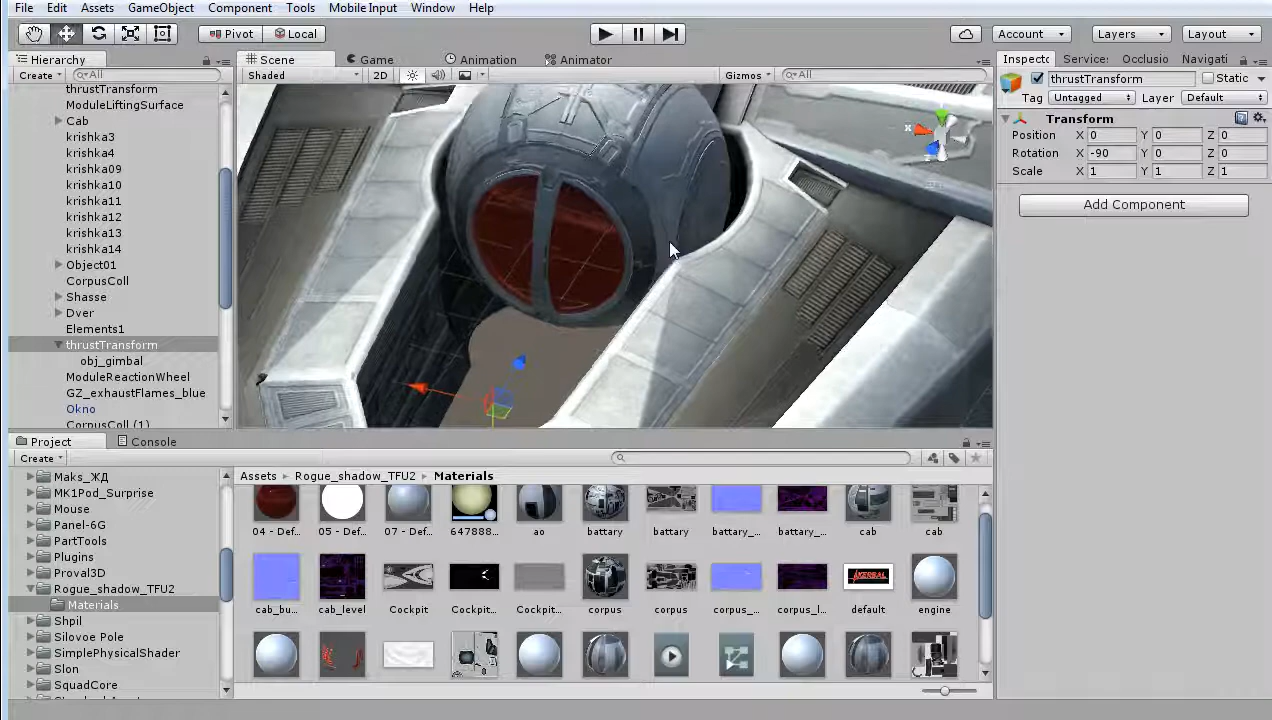 File Edit Assets GameObject Component Tools Mobile Input Window Help
Pivot Local Account Layers Layout
Hierarchy Scene Game Animation Animator Inspecto Service: Occlusio Navigati
Create All Shaded 2D Gizmos All thrustTransform Static
Tag Untagged Layer Default
thrustTransform
ModuleLiftingSurface
Cab
krishka3
krishka4
krishka09
krishka10
krishka11
krishka12
krishka13
krishka14
Object01
CorpusColl
Shasse
Dver
Elements1
thrustTransform
obj_gimbal
ModuleReactionWheel
GZ_exhaustFlames_blue
Okno
CorpusColl (1)
x
Transform
Position X 0 Y 0 Z 0
Rotation X -90 Y 0 Z 0
Scale X 1 Y 1 Z 1
Add Component
Project Console
Create
Maks_ЖД
MK1Pod_Surprise
Mouse
Panel-6G
PartTools
Plugins
Proval3D
Rogue_shadow_TFU2
Materials
Shpil
Silovoe Pole
SimplePhysicalShader
Slon
SquadCore
Assets Rogue_shadow_TFU2 Materials
04 - Def... 05 - Def... 07 - Def... 647888... ao battary battary battary_... battary_... cab cab
cab_bu... cab_level Cockpit Cockpit... Cockpit... corpus corpus corpus_... corpus_l... default engine